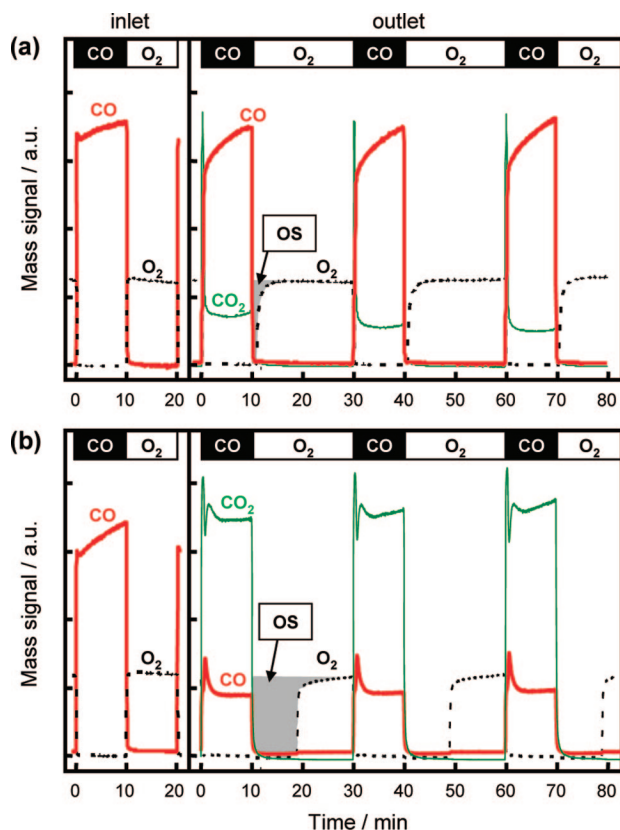 inlet outlet
(a) CO O2 CO O2 CO O2 CO O2
CO CO
OS
O2 O2
CO2
Mass signal / a.u.
0 10 20 0 10 20 30 40 50 60 70 80
(b) CO O2 CO O2 CO O2 CO O2
CO2
CO
OS
O2 O2
CO
Mass signal / a.u.
0 10 20 0 10 20 30 40 50 60 70 80
Time / min